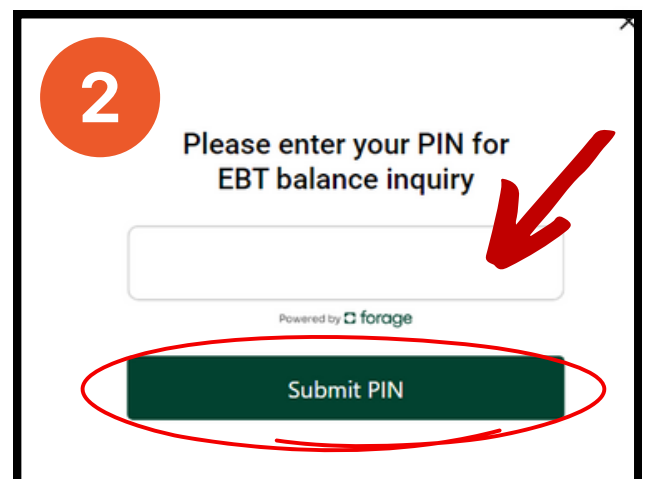 2
Please enter your PIN for
EBT balance inquiry
Powered by forage
Submit PIN